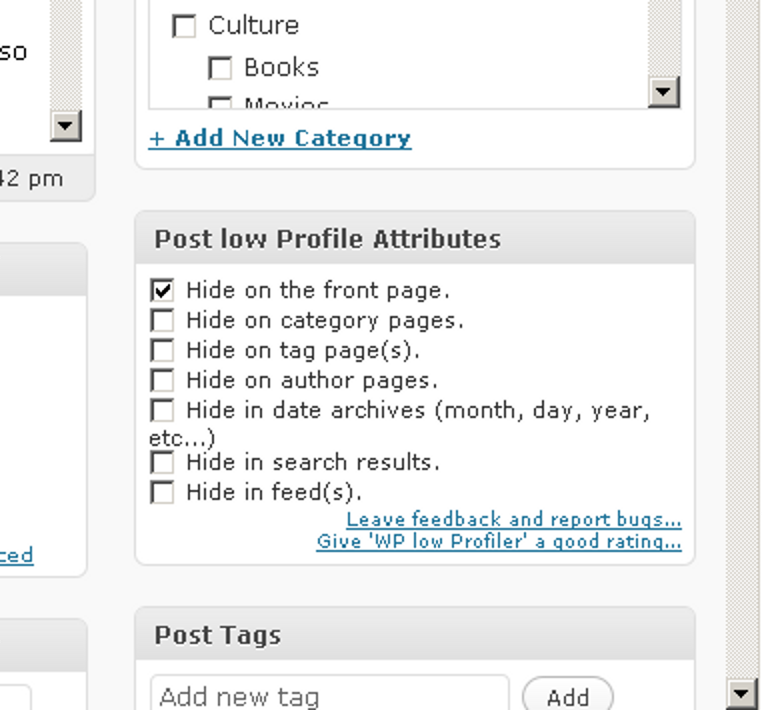 so
42 pm
ced
Culture
Books
Movies
+ Add New Category
Post low Profile Attributes
Hide on the front page.
Hide on category pages.
Hide on tag page(s).
Hide on author pages.
Hide in date archives (month, day, year,
etc...)
Hide in search results.
Hide in feed(s).
Leave feedback and report bugs...
Give 'WP low Profiler' a good rating...
Post Tags
Add new tag
Add